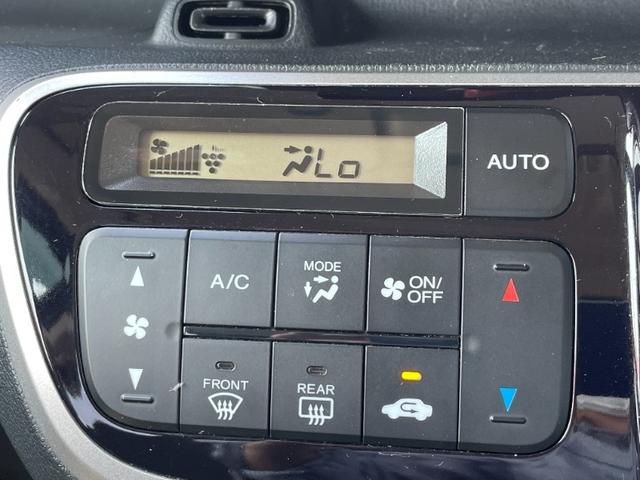 Lo
AUTO
A/C
MODE
ON/
OFF
FRONT
REAR